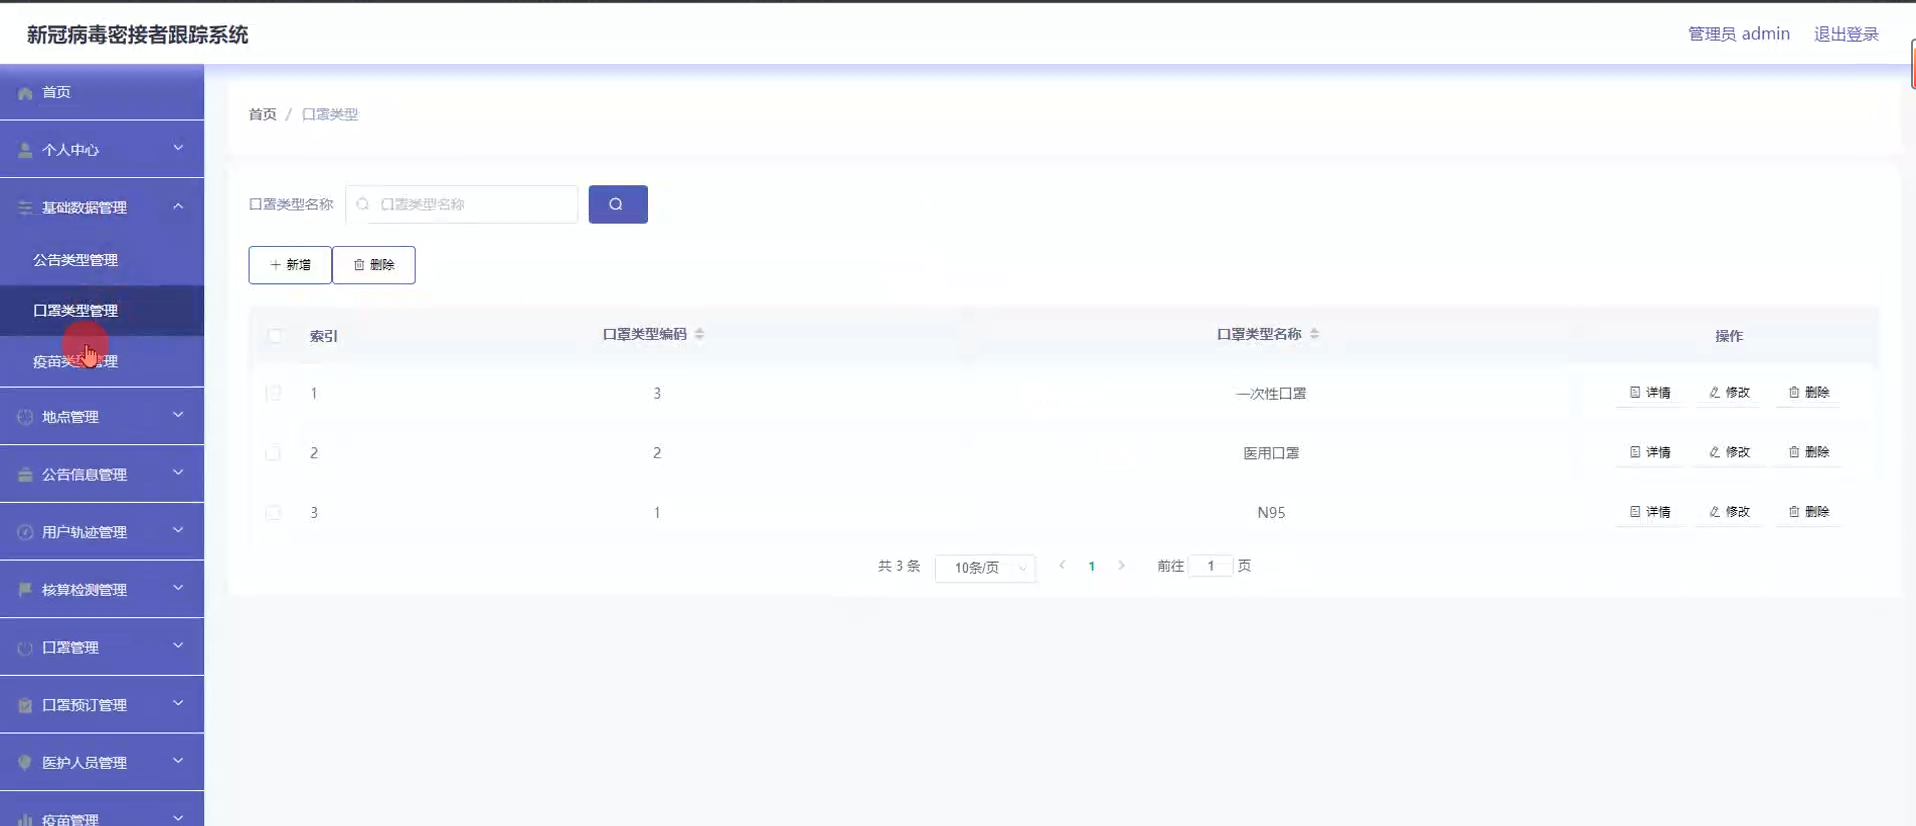 新冠病毒密接者跟踪系统
管理员 admin 退出登录
首页
个人中心
基础数据管理
公告类型管理
口罩类型管理
疫苗类型管理
地点管理
公告信息管理
用户轨迹管理
核算检测管理
口罩管理
口罩预订管理
医护人员管理
疫苗管理
首页 / 口罩类型
口罩类型名称 口罩类型名称
新增 删除
索引 口罩类型编码 口罩类型名称 操作
1 3 一次性口罩 详情 修改 删除
2 2 医用口罩 详情 修改 删除
3 1 N95 详情 修改 删除
共 3 条 10条/页 1 前往 1 页